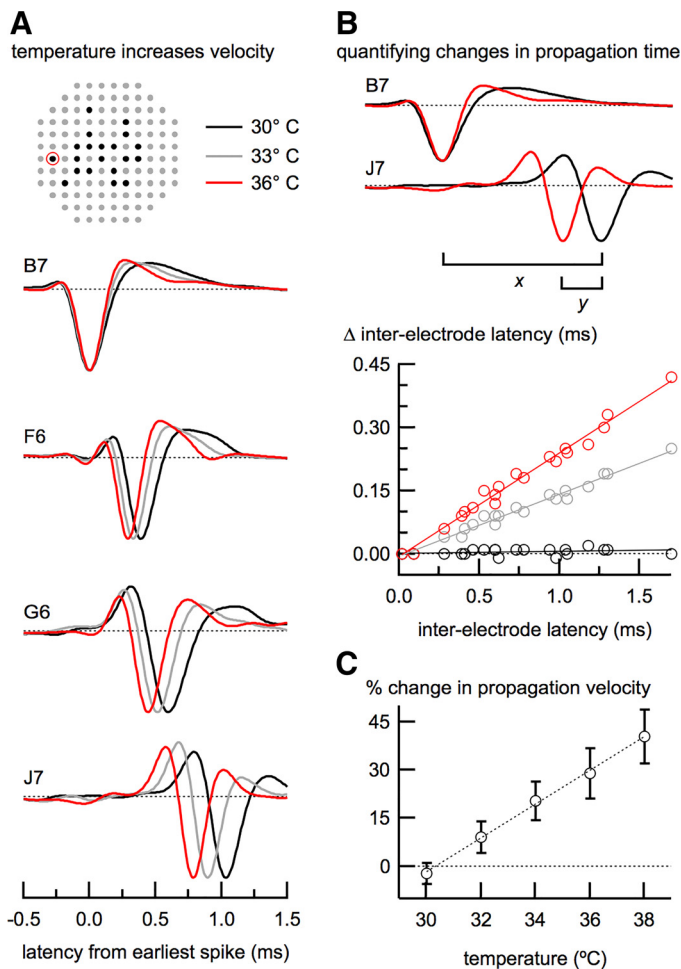 A
temperature increases velocity
30° C
33° C
36° C
B7
F6
G6
J7
-0.5 0.0 0.5 1.0 1.5
latency from earliest spike (ms)
B
quantifying changes in propagation time
B7
J7
x
y
Δ inter-electrode latency (ms)
0.45
0.30
0.15
0.00
0.0 0.5 1.0 1.5
inter-electrode latency (ms)
C
% change in propagation velocity
45
30
15
0
30 32 34 36 38
temperature (ºC)